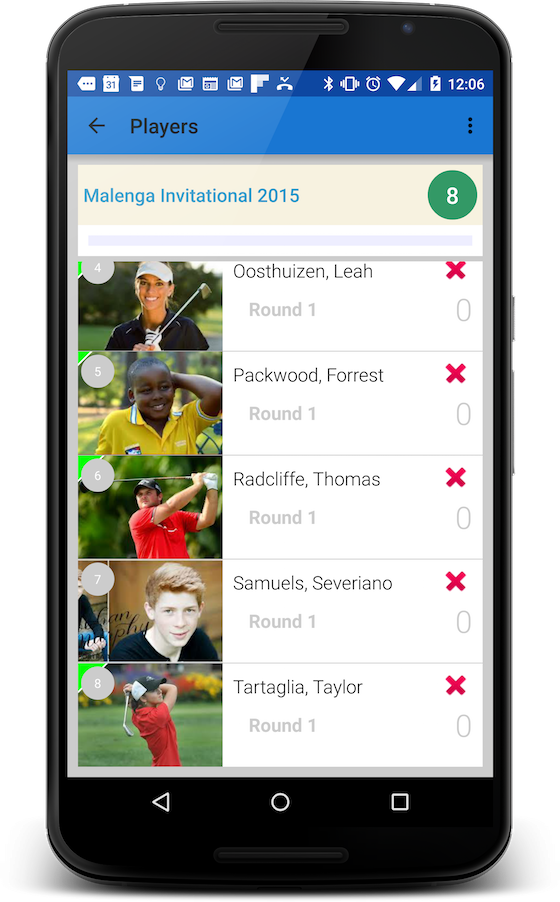 31
12:06
Players
Malenga Invitational 2015
8
4
Oosthuizen, Leah
Round 1
0
5
Packwood, Forrest
Round 1
0
6
Radcliffe, Thomas
Round 1
0
7
Samuels, Severiano
Round 1
0
8
Tartaglia, Taylor
Round 1
0